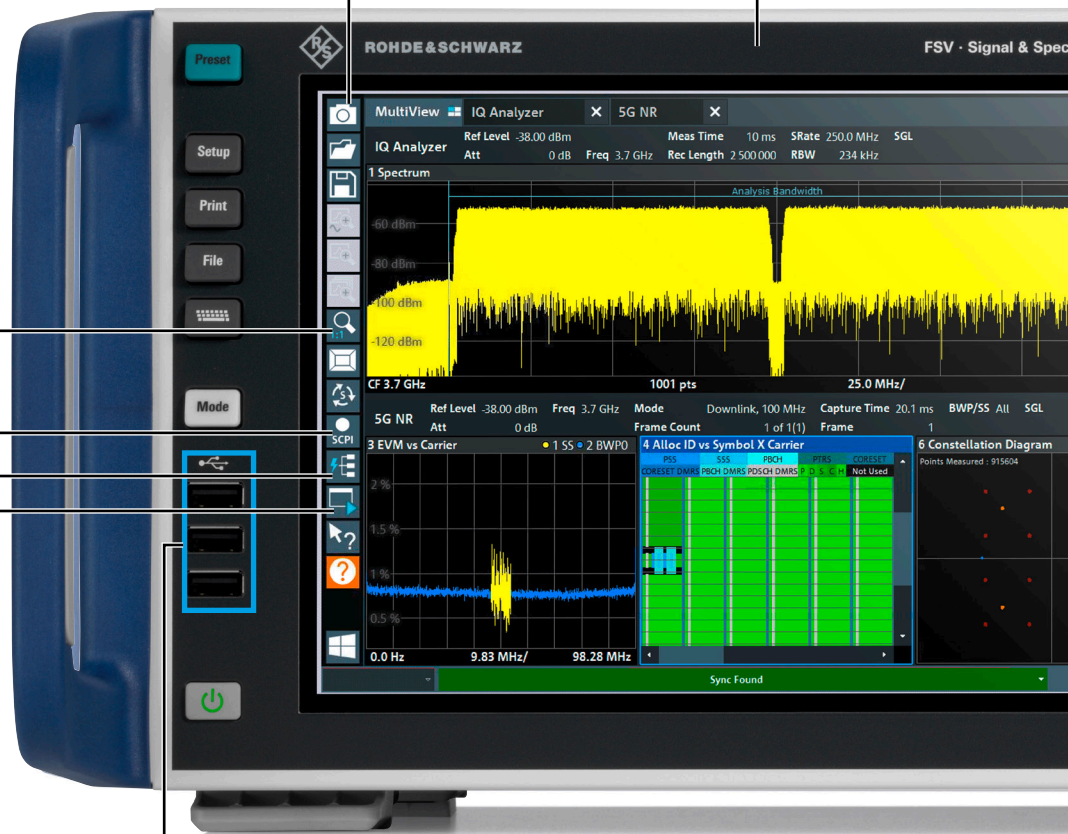 Preset
R&S
ROHDE&SCHWARZ
FSV · Signal & Spec
Setup
Print
File
Mode
MultiView
IQ Analyzer
5G NR
IQ Analyzer
Ref Level -38.00 dBm Meas Time 10 ms SRate 250.0 MHz SGL
Att 0 dB Freq 3.7 GHz Rec Length 2 500 000 RBW 234 kHz
1 Spectrum
Analysis Bandwidth
-60 dBm
-80 dBm
-100 dBm
-120 dBm
CF 3.7 GHz 1001 pts 25.0 MHz/
1:1
S
SCPI
?
?
5G NR
Ref Level -38.00 dBm Freq 3.7 GHz Mode Downlink, 100 MHz Capture Time 20.1 ms BWP/SS All SGL
Att 0 dB Frame Count 1 of 1(1) Frame 1
3 EVM vs Carrier 1 SS 2 BWP0
2 %
1.5 %
1 %
0.5 %
0.0 Hz 9.83 MHz/ 98.28 MHz
4 Alloc ID vs Symbol X Carrier
PSS SSS PBCH PTRS CORESET
CORESET DMRS PBCH DMRS PDSCH DMRS P D S C H Not Used
6 Constellation Diagram
Points Measured : 915604
Sync Found